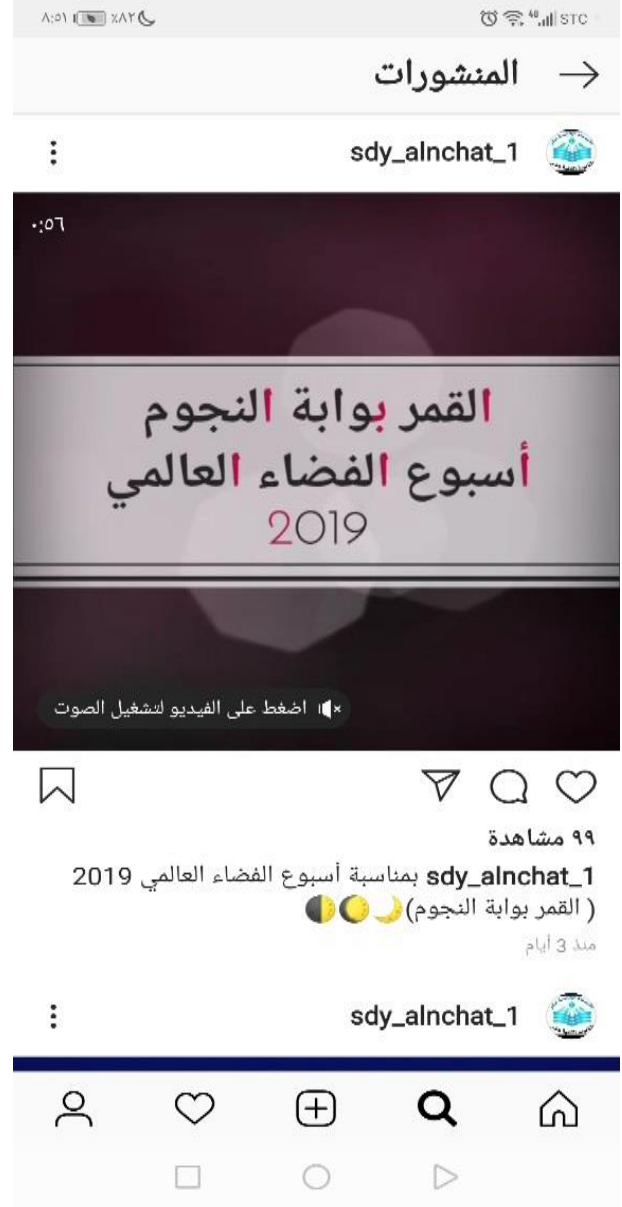 ٨:٥١ ٪٨٢ 4G STC
المنشورات
sdy_alnchat_1
٠:٥٦
القمر بوابة النجوم
أسبوع الفضاء العالمي
2019
اضغط على الفيديو لتشغيل الصوت
٩٩ مشاهدة
sdy_alnchat_1 بمناسبة أسبوع الفضاء العالمي 2019
( القمر بوابة النجوم)🌙🌔🌓
منذ 3 أيام
sdy_alnchat_1